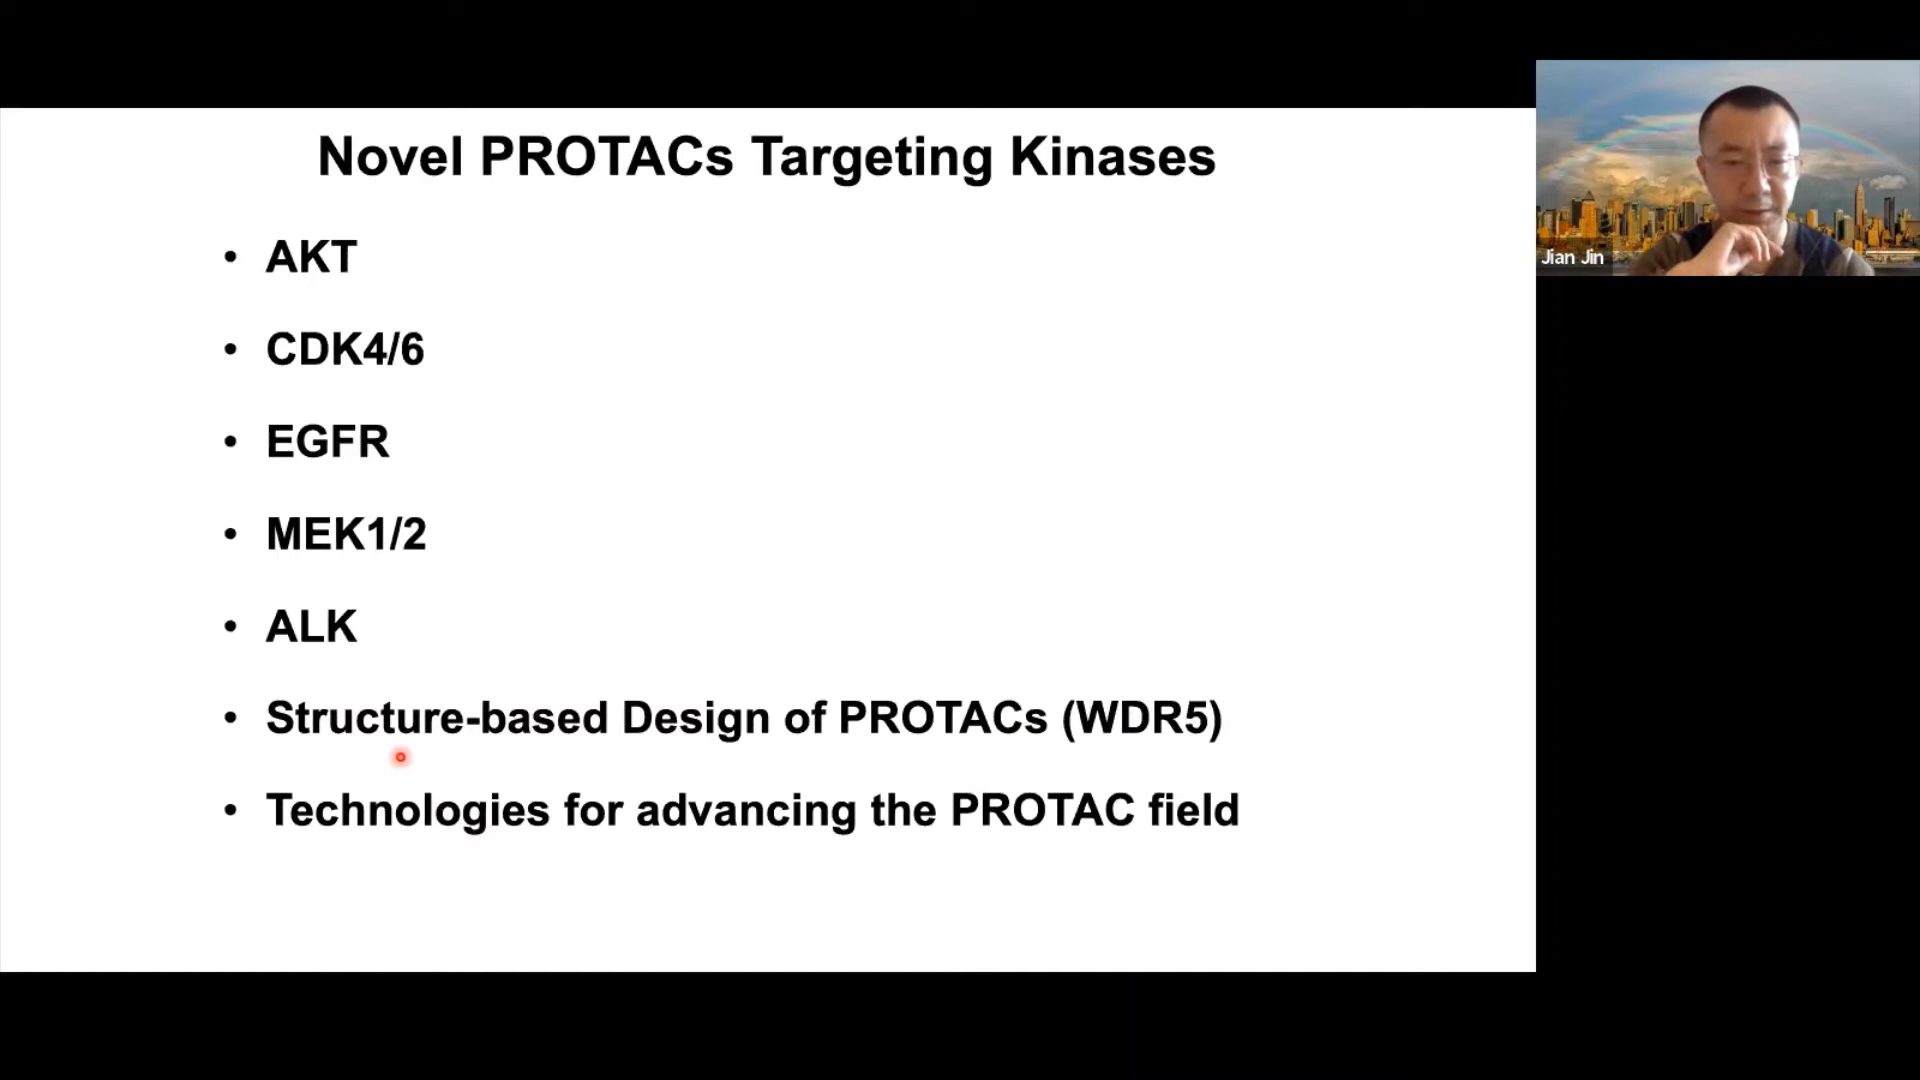 Novel PROTACs Targeting Kinases
• AKT
• CDK4/6
• EGFR
• MEK1/2
• ALK
• Structure-based Design of PROTACs (WDR5)
• Technologies for advancing the PROTAC field
Jian Jin